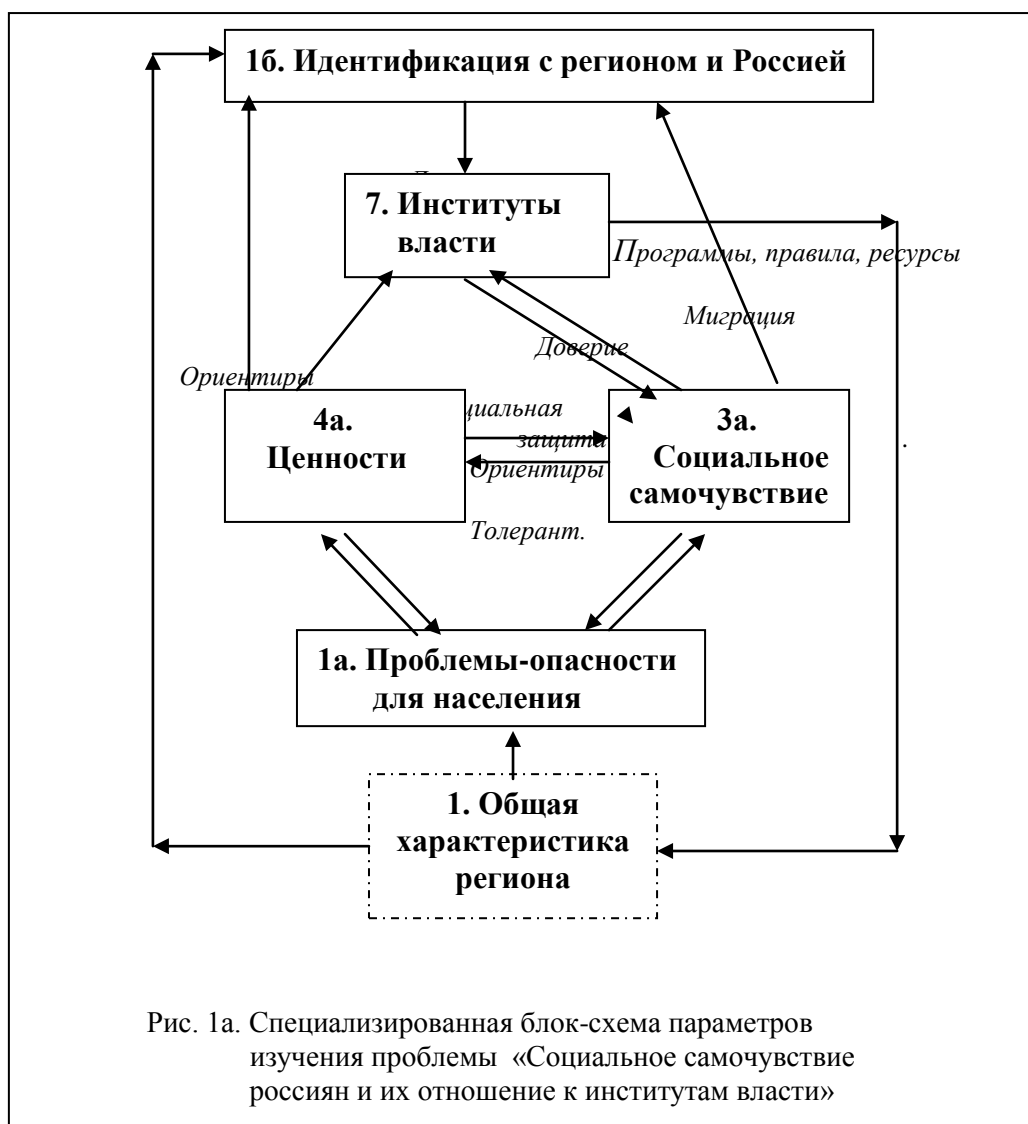 1б. Идентификация с регионом и Россией
7. Институты
власти
Программы, правила, ресурсы
Миграция
Доверие
Ориентиры
циальная
защита
Ориентиры
4а.
Ценности
3а.
Социальное
самочувствие
Толерант.
1а. Проблемы-опасности
для населения
1. Общая
характеристика
региона
Рис. 1а. Специализированная блок-схема параметров
изучения проблемы «Социальное самочувствие
россиян и их отношение к институтам власти»